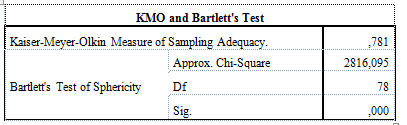 KMO and Bartlett's Test
Kaiser-Meyer-Olkin Measure of Sampling Adequacy. ,781
Approx. Chi-Square 2816,095
Bartlett's Test of Sphericity Df 78
Sig. ,000